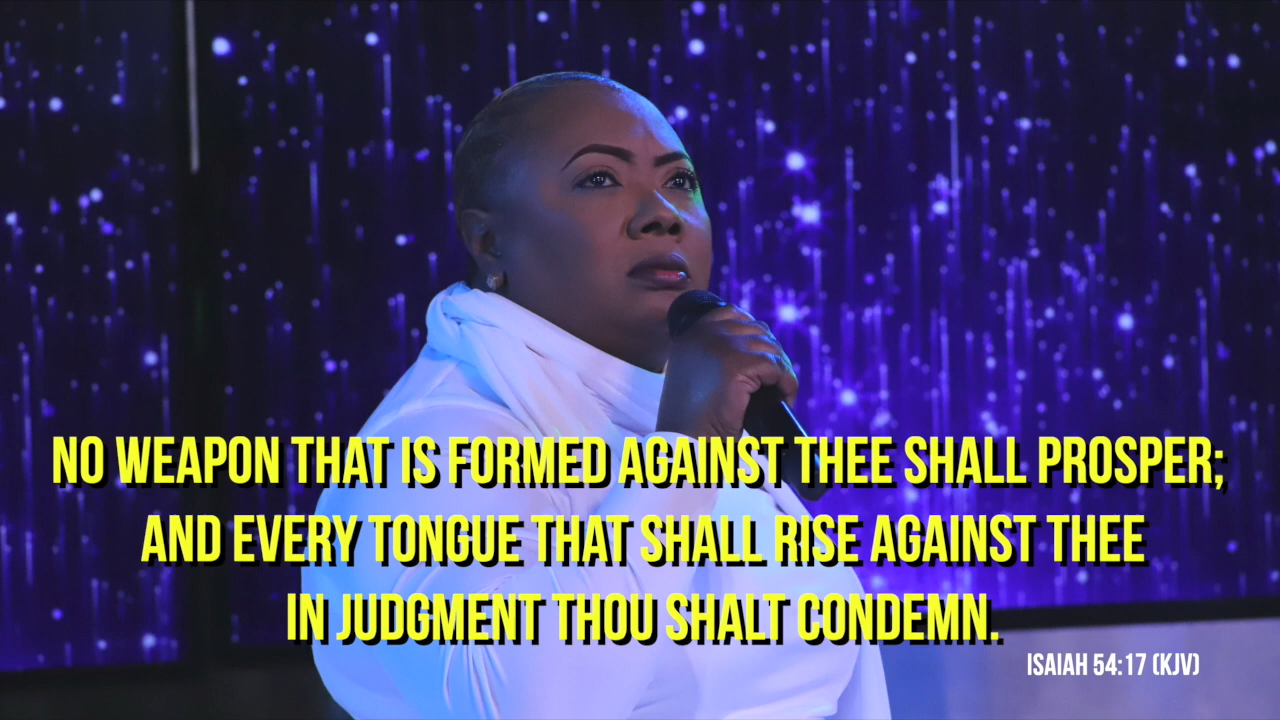 NO WEAPON THAT IS FORMED AGAINST THEE SHALL PROSPER;
AND EVERY TONGUE THAT SHALL RISE AGAINST THEE
IN JUDGMENT THOU SHALT CONDEMN.
ISAIAH 54:17 (KJV)